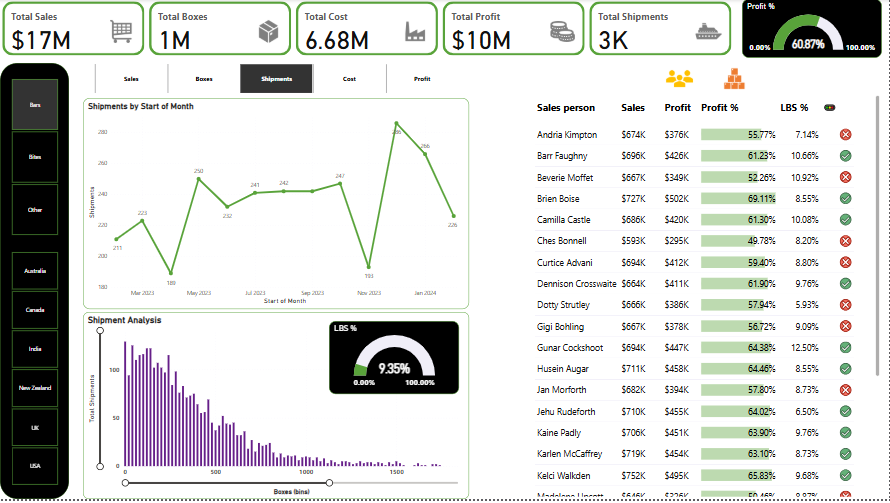 Total Sales
$17M
Total Boxes
1M
Total Cost
6.68M
Total Profit
$10M
Total Shipments
3K
Profit %
0.00% 60.87% 100.00%
Bars
Bites
Other
Australia
Canada
India
New Zealand
UK
USA
Sales Boxes Shipments Cost Profit
Shipments by Start of Month
Shipments
280
260
240
220
200
180
211
223
189
250
232
241
242
247
193
286
266
226
Mar 2023 May 2023 Jul 2023 Sep 2023 Nov 2023 Jan 2024
Start of Month
Shipment Analysis
LBS %
9.35%
0.00% 100.00%
Total Shipments
100
50
0
0 500 1000 1500
Boxes (bins)
Sales person Sales Profit Profit % LBS %
Andria Kimpton $674K $376K 55.77% 7.14%
Barr Faughny $696K $426K 61.23% 10.66%
Beverie Moffet $667K $349K 52.26% 10.92%
Brien Boise $727K $502K 69.11% 8.55%
Camilla Castle $686K $420K 61.30% 10.08%
Ches Bonnell $593K $295K 49.78% 8.20%
Curtice Advani $694K $412K 59.40% 8.80%
Dennison Crosswaite $664K $411K 61.90% 9.76%
Dotty Strutley $666K $386K 57.94% 5.93%
Gigi Bohling $667K $378K 56.72% 9.09%
Gunar Cockshoot $694K $447K 64.38% 12.50%
Husein Augar $711K $458K 64.46% 8.55%
Jan Morforth $682K $394K 57.80% 8.73%
Jehu Rudeforth $710K $455K 64.02% 6.50%
Kaine Padly $706K $451K 63.90% 9.76%
Karlen McCaffrey $719K $454K 63.10% 8.73%
Kelci Walkden $752K $495K 65.83% 9.68%